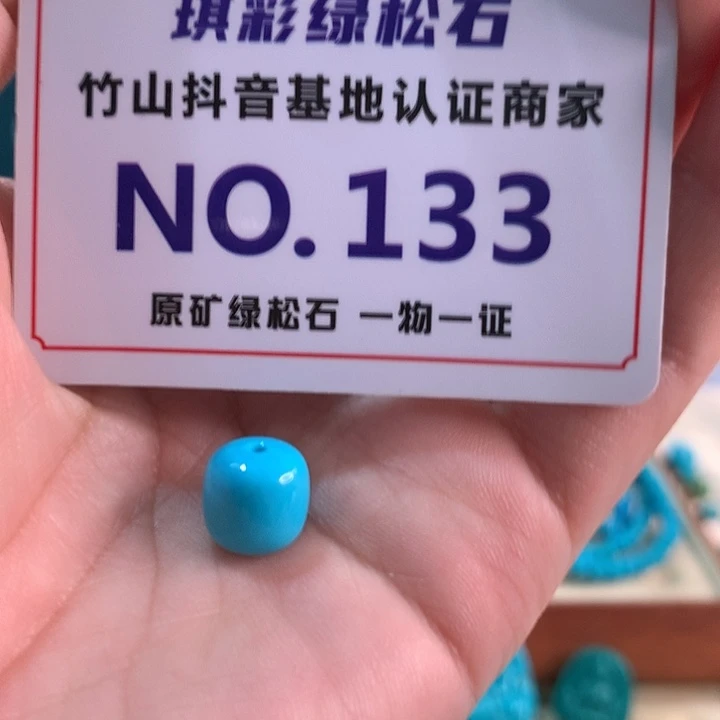 琪彩绿松石
竹山抖音基地认证商家
NO.133
原矿绿松石 一物一证